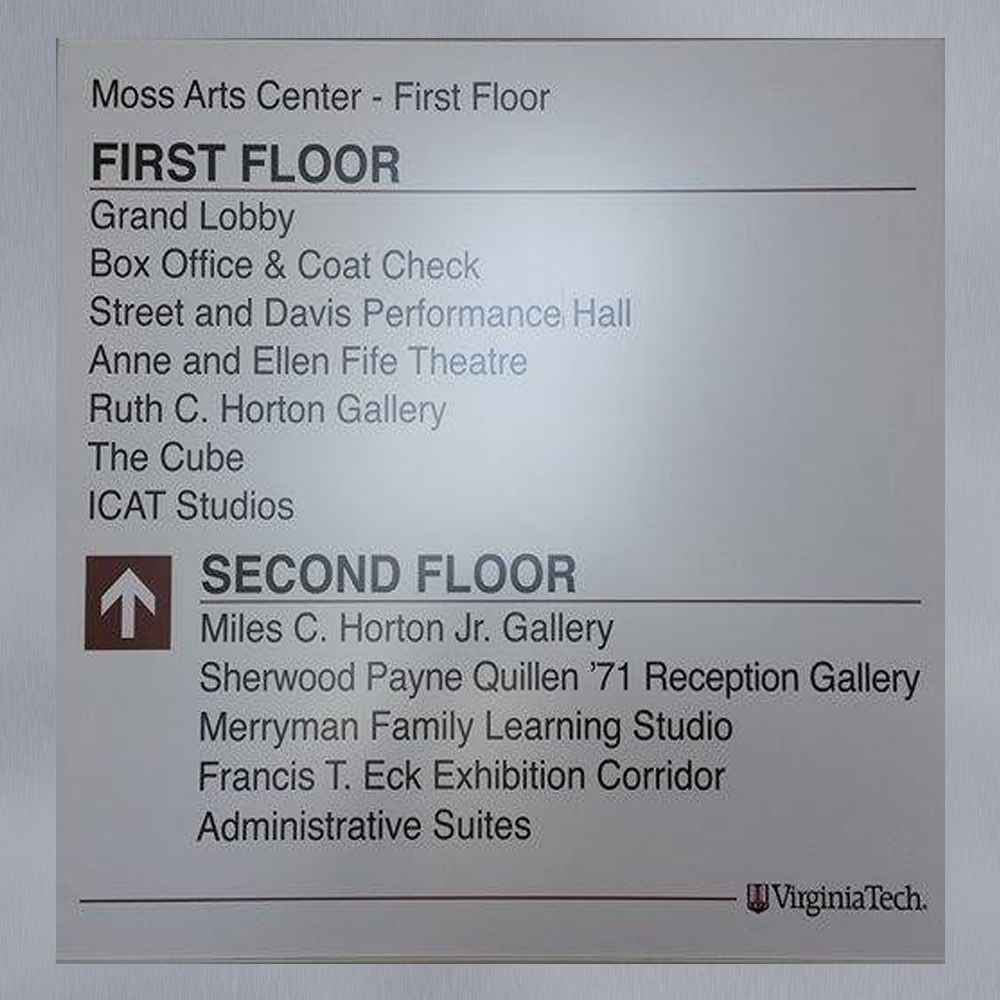 Moss Arts Center - First Floor
FIRST FLOOR
Grand Lobby
Box Office & Coat Check
Street and Davis Performance Hall
Anne and Ellen Fife Theatre
Ruth C. Horton Gallery
The Cube
ICAT Studios
SECOND FLOOR
Miles C. Horton Jr. Gallery
Sherwood Payne Quillen ’71 Reception Gallery
Merryman Family Learning Studio
Francis T. Eck Exhibition Corridor
Administrative Suites
VirginiaTech.